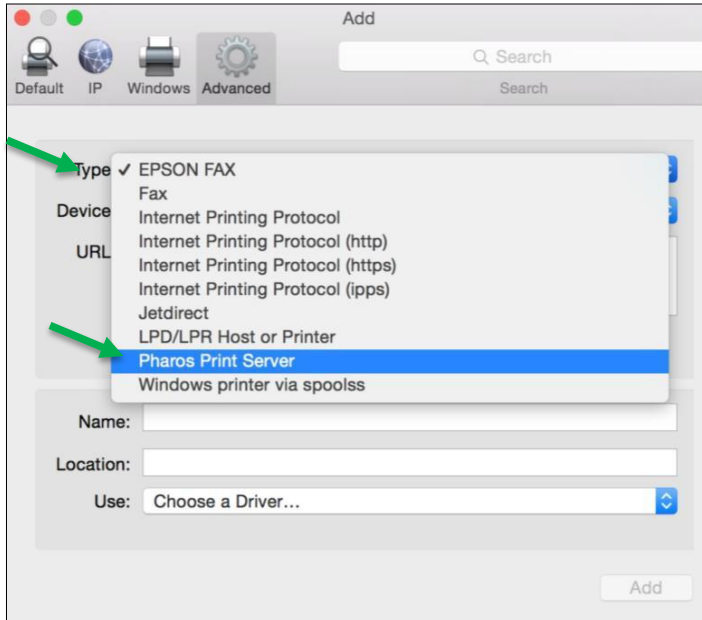 Add
Default IP Windows Advanced
Search
Search
Type ✓ EPSON FAX
Fax
Device
Internet Printing Protocol
URL
Internet Printing Protocol (http)
Internet Printing Protocol (https)
Internet Printing Protocol (ipps)
Jetdirect
LPD/LPR Host or Printer
Pharos Print Server
Windows printer via spoolss
Name:
Location:
Use: Choose a Driver...
Add